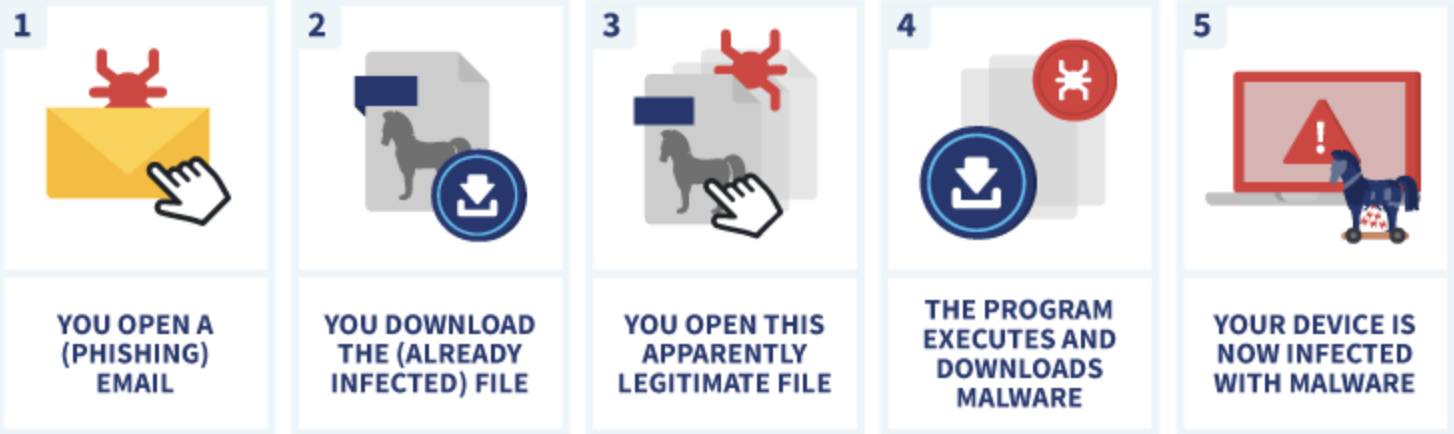 1
YOU OPEN A
(PHISHING)
EMAIL
2
YOU DOWNLOAD
THE (ALREADY
INFECTED) FILE
3
YOU OPEN THIS
APPARENTLY
LEGITIMATE FILE
4
THE PROGRAM
EXECUTES AND
DOWNLOADS
MALWARE
5
!
YOUR DEVICE IS
NOW INFECTED
WITH MALWARE